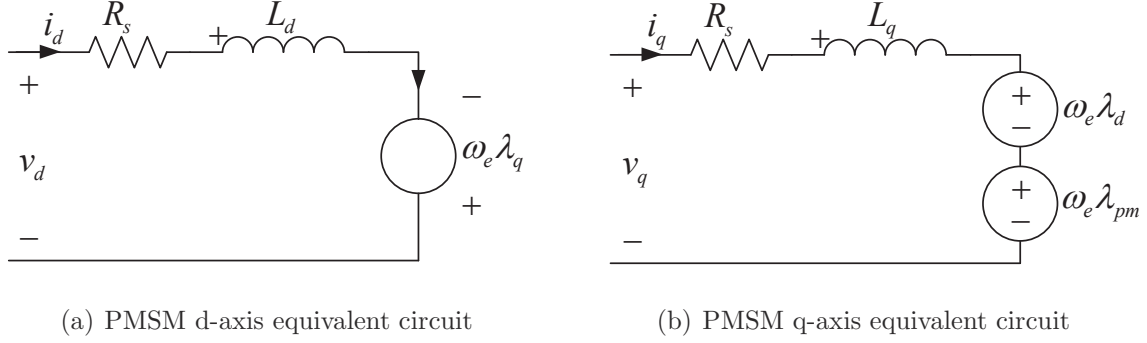 i_d R_s + L_d
+
−
v_d
ω_e λ_q
+
−
(a) PMSM d-axis equivalent circuit
i_q R_s + L_q
+
+
−
ω_e λ_d
v_q
+
−
ω_e λ_pm
−
(b) PMSM q-axis equivalent circuit